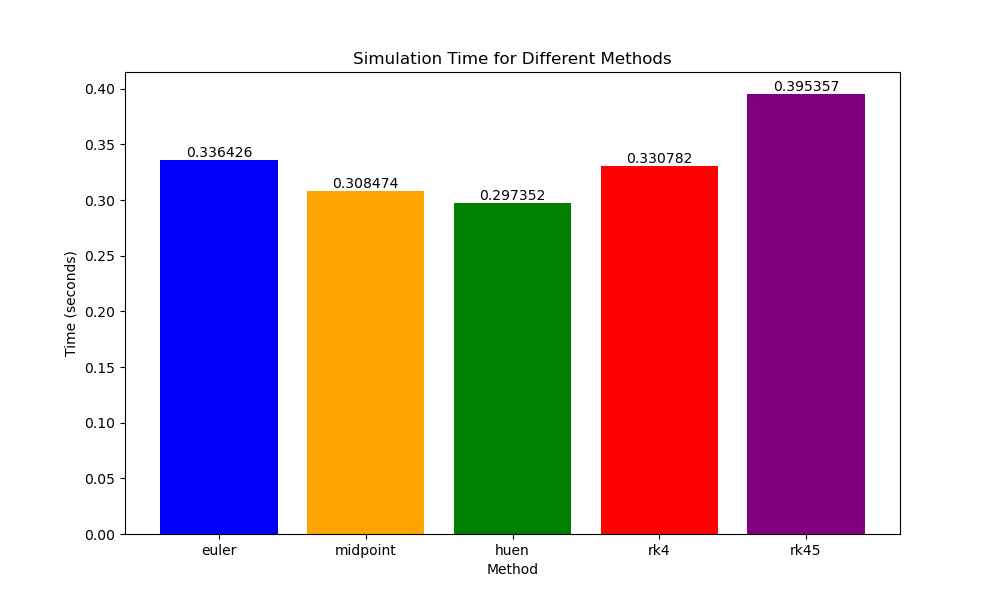 Simulation Time for Different Methods
0.40
0.35
0.30
0.25
0.20
0.15
0.10
0.05
0.00
Time (seconds)
0.336426
0.308474
0.297352
0.330782
0.395357
euler
midpoint
huen
rk4
rk45
Method